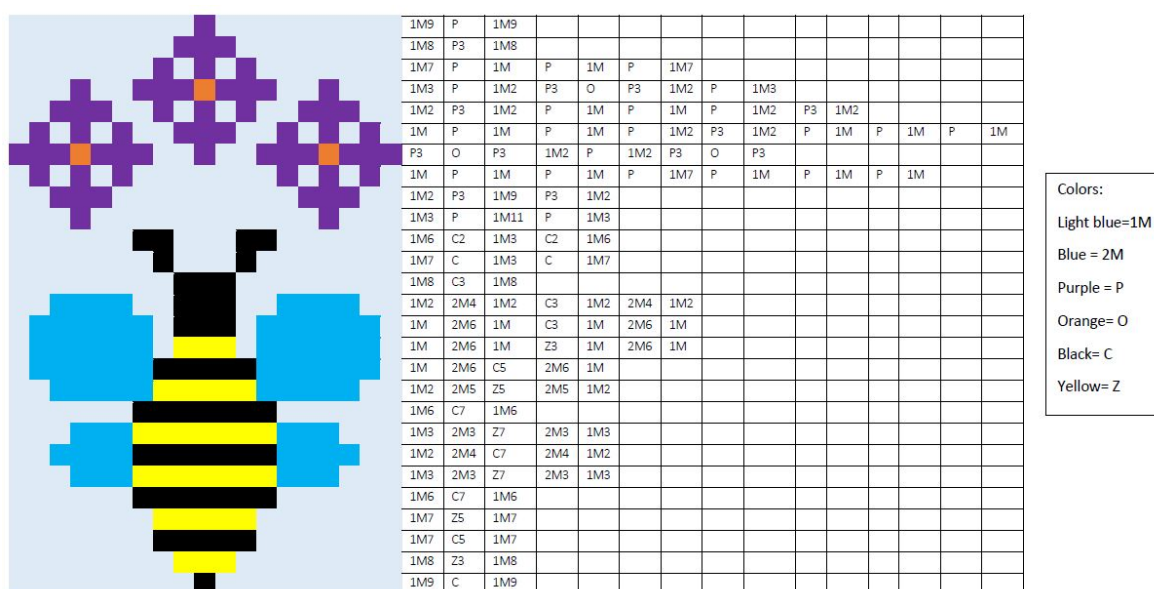 1M9 P 1M9
1M8 P3 1M8
1M7 P 1M P 1M P 1M7
1M3 P 1M2 P3 O P3 1M2 P 1M3
1M2 P3 1M2 P 1M P 1M P 1M2 P3 1M2
1M P 1M P 1M P 1M2 P3 1M2 P 1M P 1M P 1M
P3 O P3 1M2 P 1M2 P3 O P3
1M P 1M P 1M P 1M7 P 1M P 1M P 1M
1M2 P3 1M9 P3 1M2
1M3 P 1M11 P 1M3
1M6 C2 1M3 C2 1M6
1M7 C 1M3 C 1M7
1M8 C3 1M8
1M2 2M4 1M2 C3 1M2 2M4 1M2
1M 2M6 1M C3 1M 2M6 1M
1M 2M6 1M Z3 1M 2M6 1M
1M 2M6 C5 2M6 1M
1M2 2M5 Z5 2M5 1M2
1M6 C7 1M6
1M3 2M3 Z7 2M3 1M3
1M2 2M4 C7 2M4 1M2
1M3 2M3 Z7 2M3 1M3
1M6 C7 1M6
1M7 Z5 1M7
1M7 C5 1M7
1M8 Z3 1M8
1M9 C 1M9
Colors:
Light blue=1M
Blue = 2M
Purple = P
Orange= O
Black= C
Yellow= Z